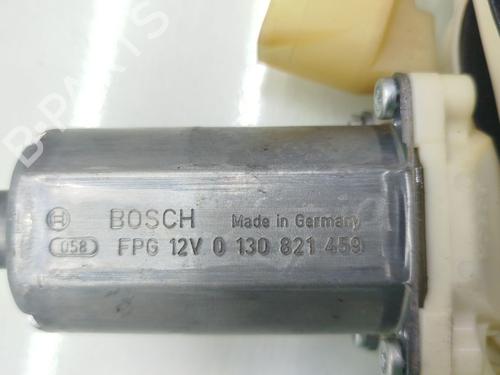 B-PARTS
BOSCH Made in Germany
058 FPG 12V 0 130 821 459